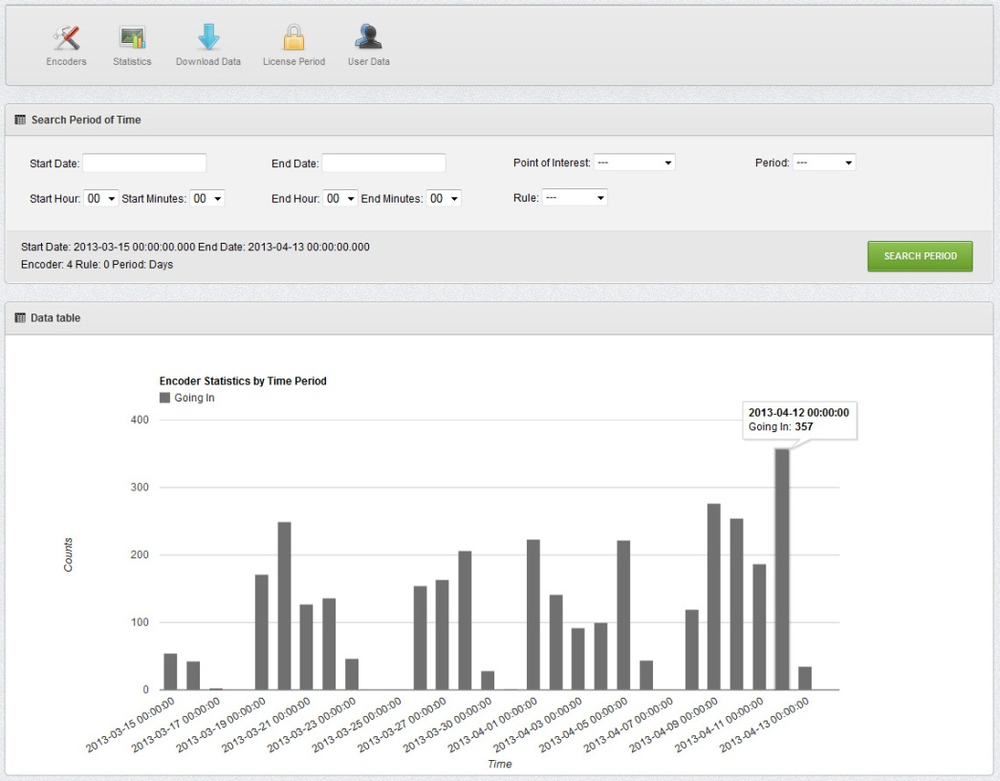 Encoders Statistics Download Data License Period User Data
Search Period of Time
Start Date: End Date: Point of Interest: --- Period: ---
Start Hour: 00 Start Minutes: 00 End Hour: 00 End Minutes: 00 Rule: ---
Start Date: 2013-03-15 00:00:00.000 End Date: 2013-04-13 00:00:00.000
Encoder: 4 Rule: 0 Period: Days
SEARCH PERIOD
Data table
Encoder Statistics by Time Period
Going In
2013-04-12 00:00:00
Going In: 357
400
300
200
100
0
Counts
2013-03-15 00:00:00
2013-03-17 00:00:00
2013-03-19 00:00:00
2013-03-21 00:00:00
2013-03-23 00:00:00
2013-03-25 00:00:00
2013-03-27 00:00:00
2013-03-30 00:00:00
2013-04-01 00:00:00
2013-04-03 00:00:00
2013-04-05 00:00:00
2013-04-07 00:00:00
2013-04-09 00:00:00
2013-04-11 00:00:00
2013-04-13 00:00:00
Time